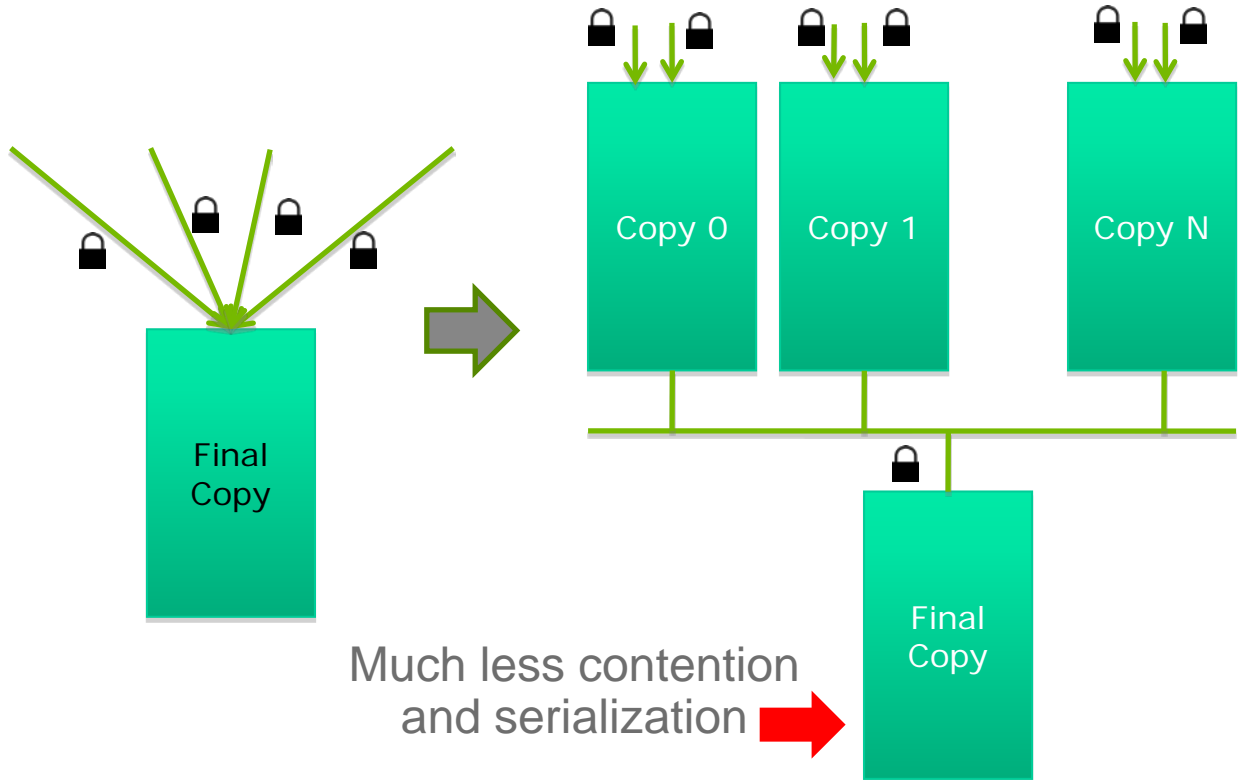 Copy 0
Copy 1
Copy N
Final
Copy
Final
Copy
Much less contention
and serialization